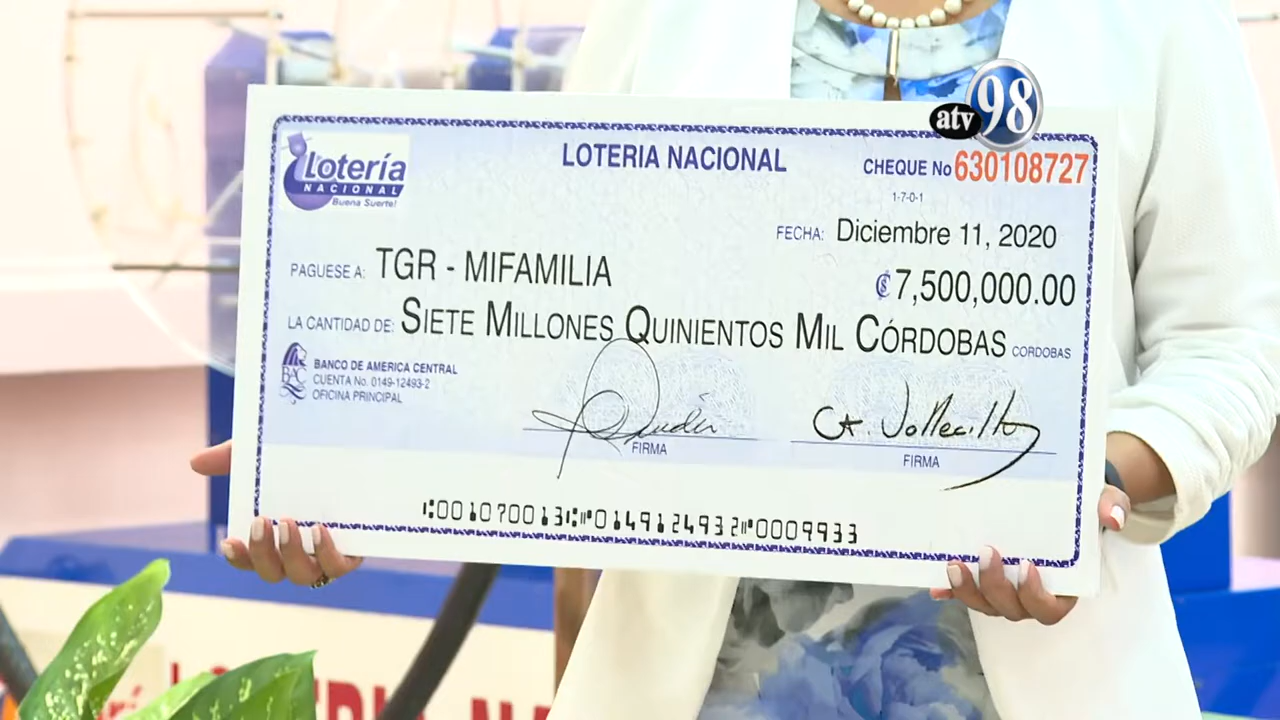 atv 98
Lotería
NACIONAL
Buena Suerte!
LOTERIA NACIONAL
CHEQUE No 630108727
1-7-0-1
FECHA: Diciembre 11, 2020
PAGUESE A: TGR - MIFAMILIA
₡7,500,000.00
LA CANTIDAD DE: SIETE MILLONES QUINIENTOS MIL CÓRDOBAS CORDOBAS
BAC
BANCO DE AMERICA CENTRAL
CUENTA No. 0149-12493-2
OFICINA PRINCIPAL
FIRMA
FIRMA
⑆001070013⑆⑈0149124932⑈0009933